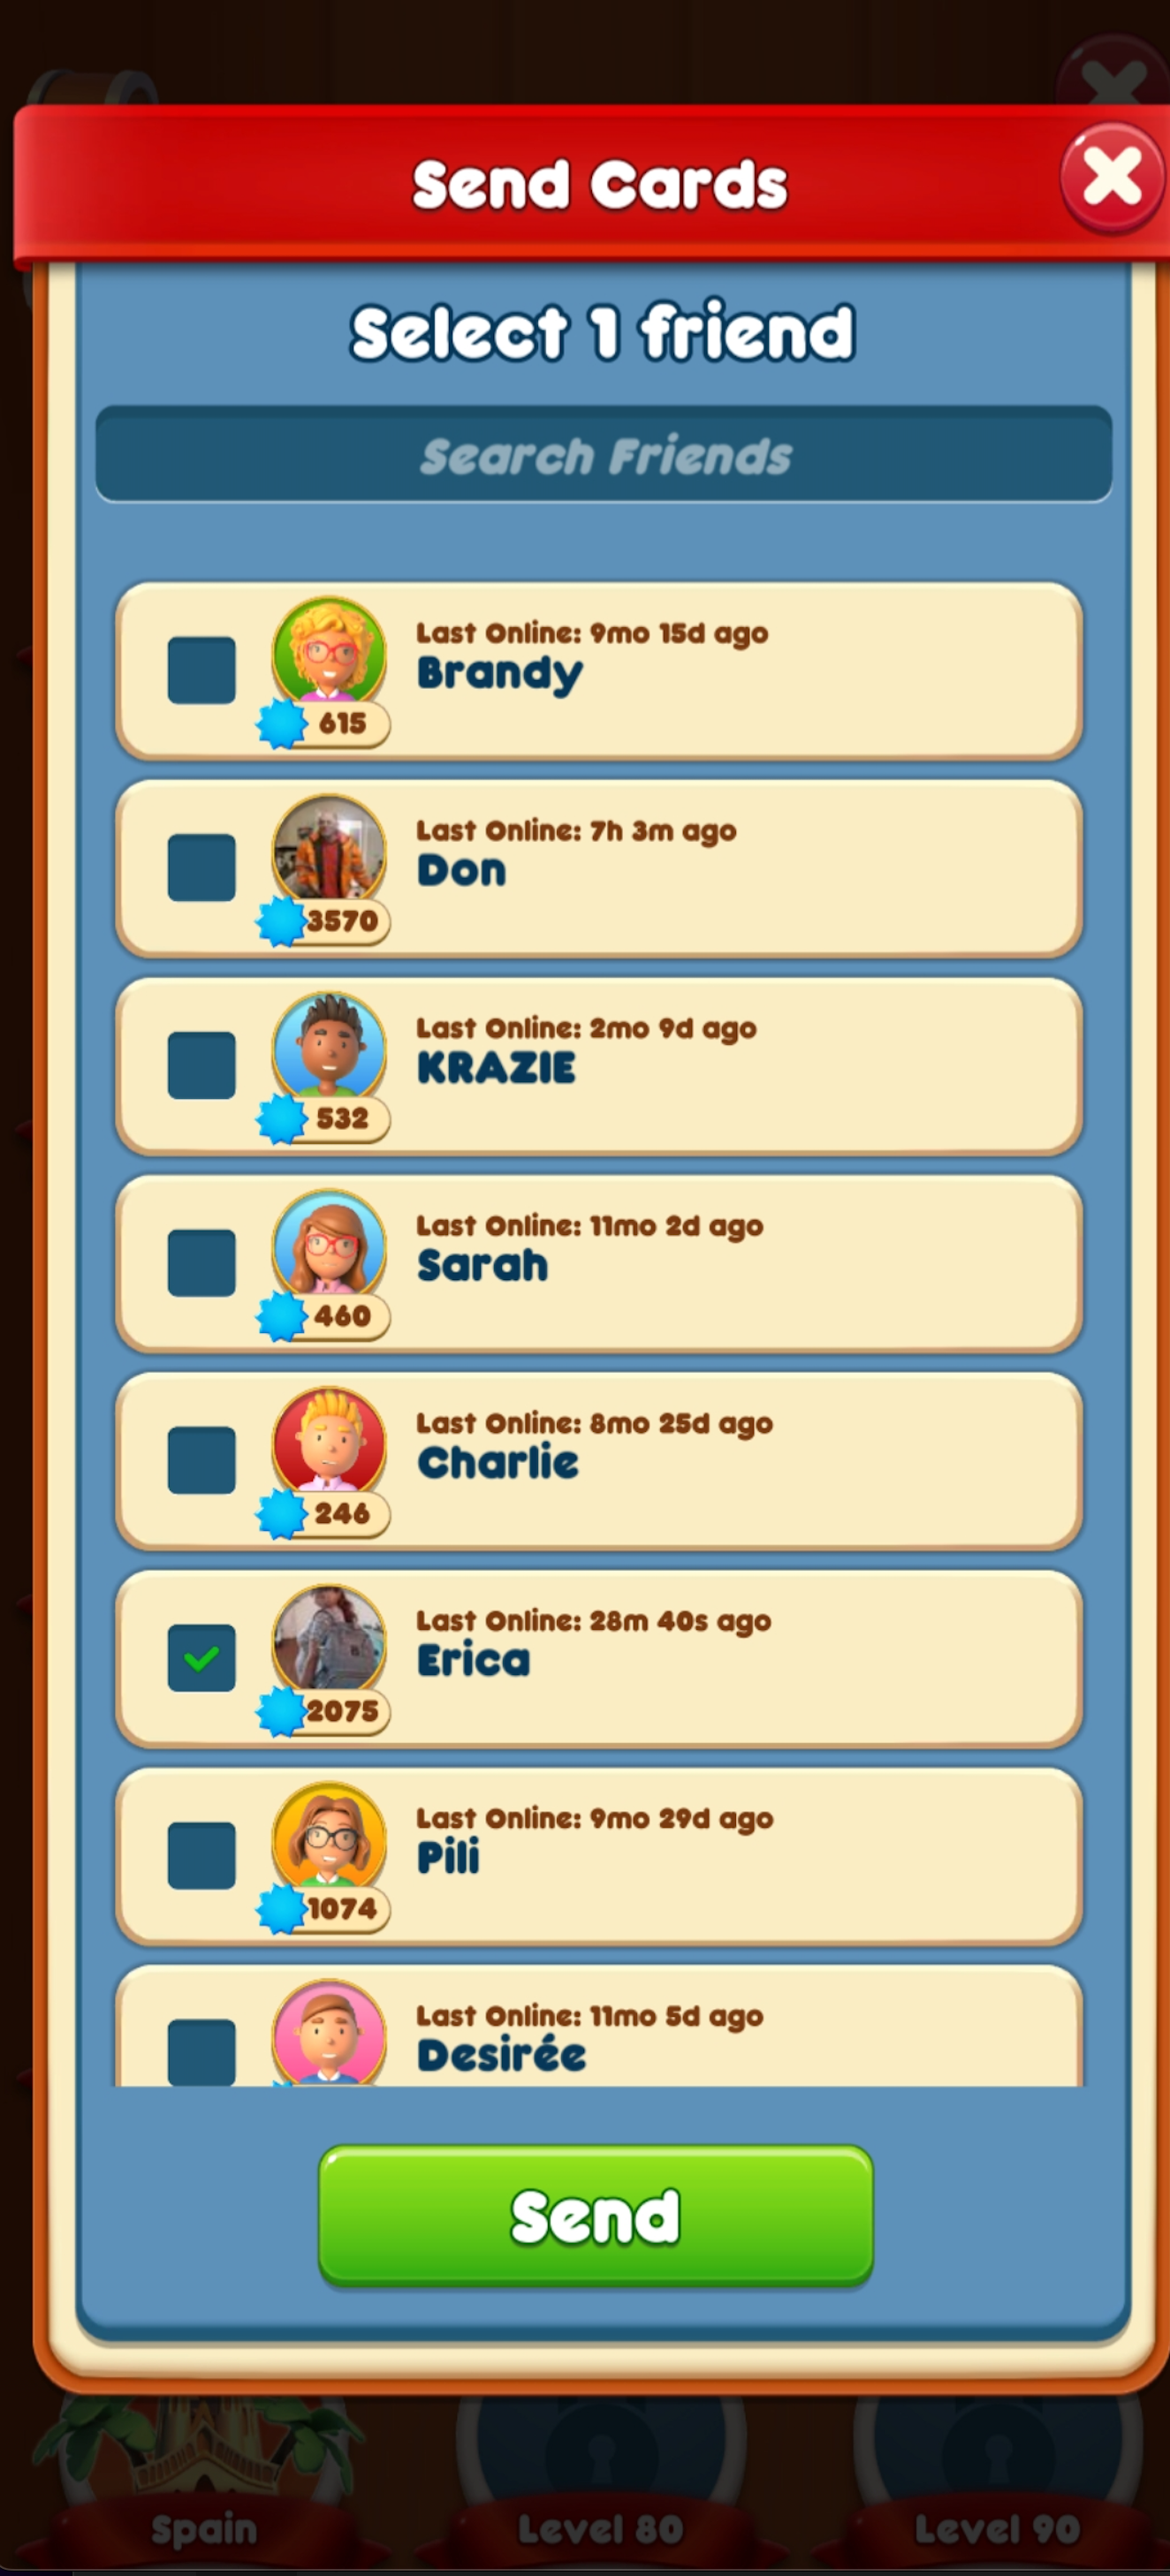 Send Cards
Select 1 friend
Search Friends
Last Online: 9mo 15d ago
Brandy
615
Last Online: 7h 3m ago
Don
3570
Last Online: 2mo 9d ago
KRAZIE
532
Last Online: 11mo 2d ago
Sarah
460
Last Online: 8mo 25d ago
Charlie
246
Last Online: 28m 40s ago
Erica
2075
Last Online: 9mo 29d ago
Pili
1074
Last Online: 11mo 5d ago
Desirée
Send
Spain Level 80 Level 90